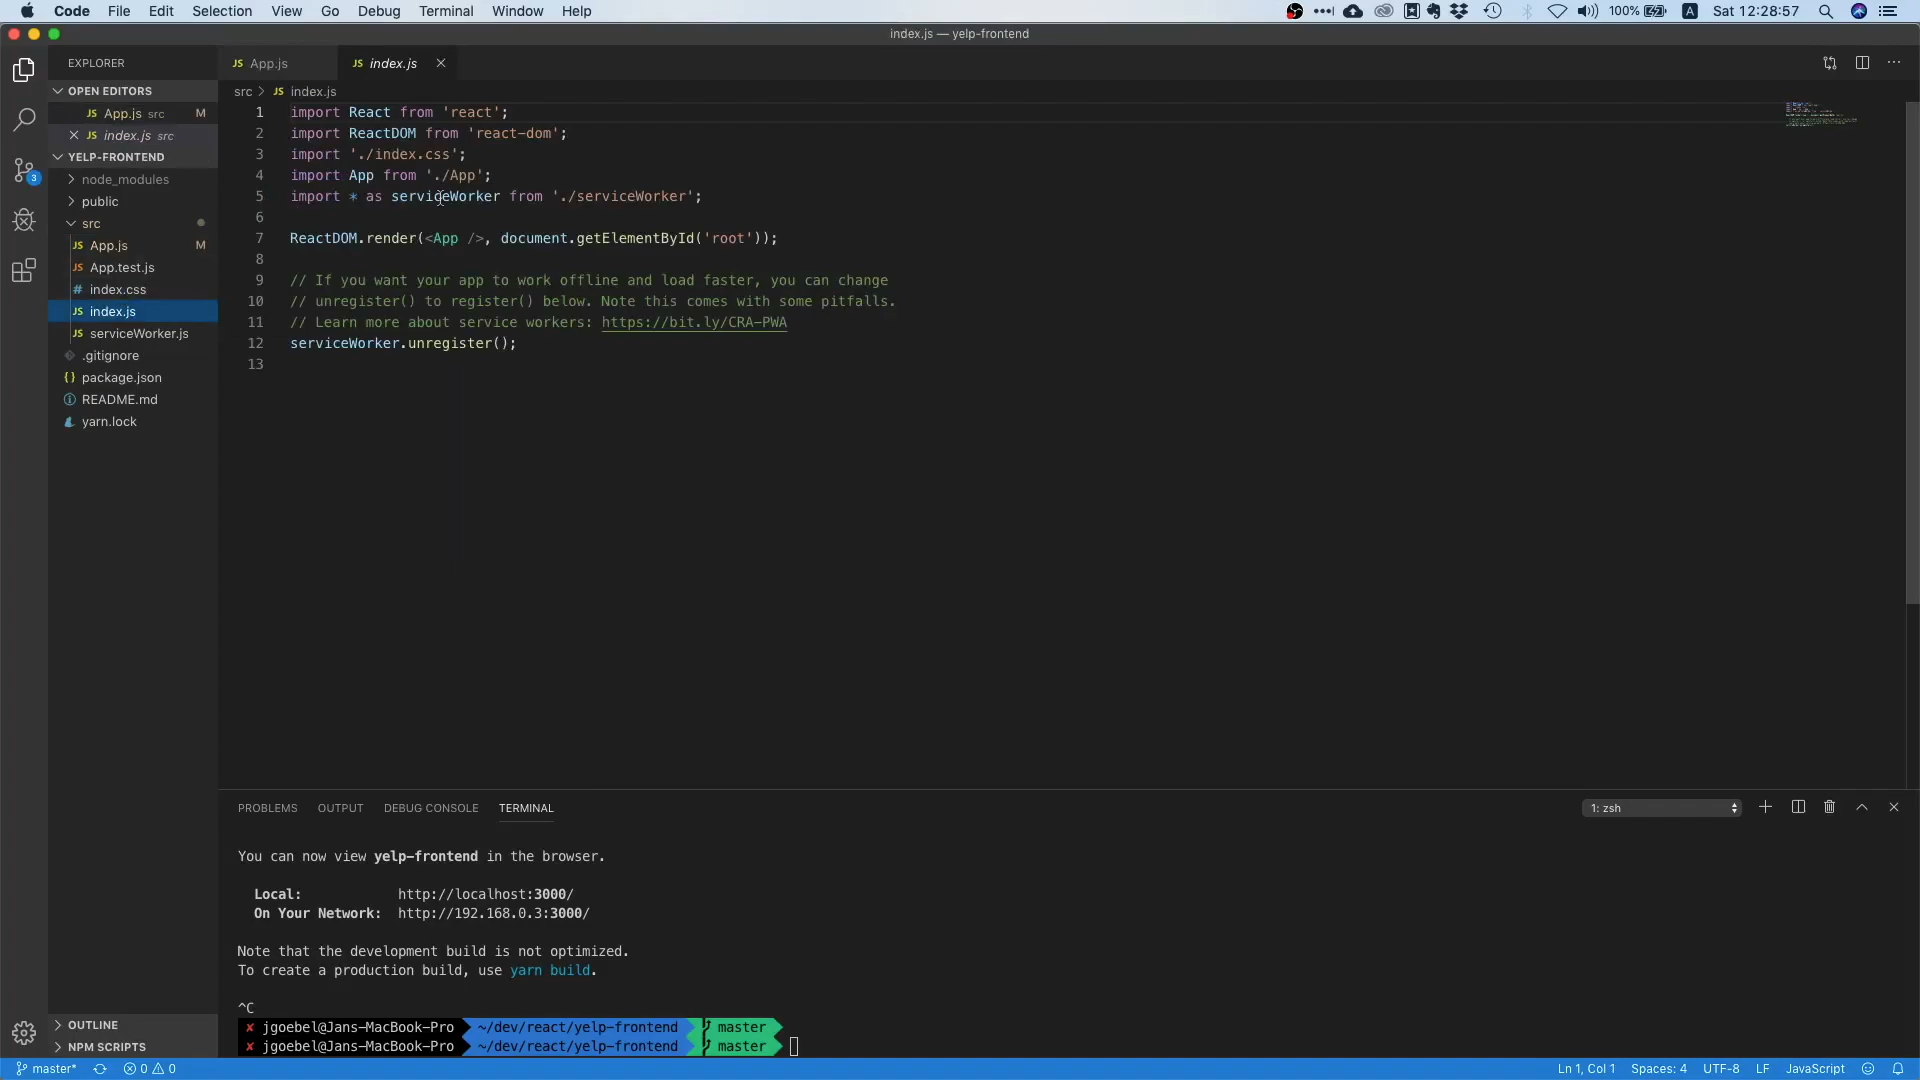 Code File Edit Selection View Go Debug Terminal Window Help
100% A Sat 12:28:57
index.js — yelp-frontend
EXPLORER
JS App.js
JS index.js
OPEN EDITORS
JS App.js src M
JS index.js src
YELP-FRONTEND
3
node_modules
public
src
JS App.js M
JS App.test.js
# index.css
JS index.js
JS serviceWorker.js
.gitignore
{} package.json
README.md
yarn.lock
OUTLINE
NPM SCRIPTS
src > JS index.js
1 import React from 'react';
2 import ReactDOM from 'react-dom';
3 import './index.css';
4 import App from './App';
5 import * as serviceWorker from './serviceWorker';
6
7 ReactDOM.render(<App />, document.getElementById('root'));
8
9 // If you want your app to work offline and load faster, you can change
10 // unregister() to register() below. Note this comes with some pitfalls.
11 // Learn more about service workers: https://bit.ly/CRA-PWA
12 serviceWorker.unregister();
13
PROBLEMS OUTPUT DEBUG CONSOLE TERMINAL
1: zsh
You can now view yelp-frontend in the browser.
Local: http://localhost:3000/
On Your Network: http://192.168.0.3:3000/
Note that the development build is not optimized.
To create a production build, use yarn build.
^C
✘ jgoebel@Jans-MacBook-Pro ~/dev/react/yelp-frontend master
✘ jgoebel@Jans-MacBook-Pro ~/dev/react/yelp-frontend master
master* 0 0
Ln 1, Col 1 Spaces: 4 UTF-8 LF JavaScript